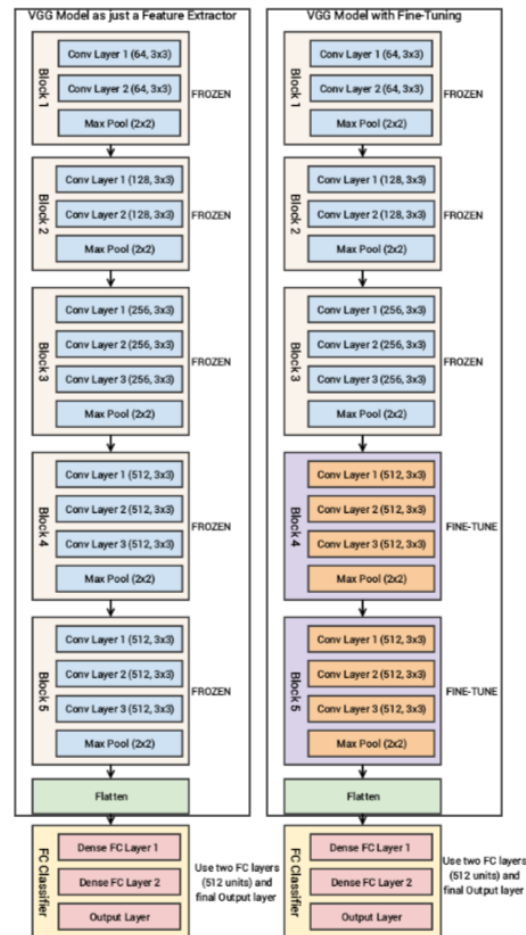 VGG Model as just a Feature Extractor
Block 1
Conv Layer 1 (64, 3x3)
Conv Layer 2 (64, 3x3)
Max Pool (2x2)
FROZEN
Block 2
Conv Layer 1 (128, 3x3)
Conv Layer 2 (128, 3x3)
Max Pool (2x2)
FROZEN
Block 3
Conv Layer 1 (256, 3x3)
Conv Layer 2 (256, 3x3)
Conv Layer 3 (256, 3x3)
Max Pool (2x2)
FROZEN
Block 4
Conv Layer 1 (512, 3x3)
Conv Layer 2 (512, 3x3)
Conv Layer 3 (512, 3x3)
Max Pool (2x2)
FROZEN
Block 5
Conv Layer 1 (512, 3x3)
Conv Layer 2 (512, 3x3)
Conv Layer 3 (512, 3x3)
Max Pool (2x2)
FROZEN
Flatten
FC Classifier
Dense FC Layer 1
Dense FC Layer 2
Output Layer
Use two FC layers
(512 units) and
final Output layer
VGG Model with Fine-Tuning
Block 1
Conv Layer 1 (64, 3x3)
Conv Layer 2 (64, 3x3)
Max Pool (2x2)
FROZEN
Block 2
Conv Layer 1 (128, 3x3)
Conv Layer 2 (128, 3x3)
Max Pool (2x2)
FROZEN
Block 3
Conv Layer 1 (256, 3x3)
Conv Layer 2 (256, 3x3)
Conv Layer 3 (256, 3x3)
Max Pool (2x2)
FROZEN
Block 4
Conv Layer 1 (512, 3x3)
Conv Layer 2 (512, 3x3)
Conv Layer 3 (512, 3x3)
Max Pool (2x2)
FINE-TUNE
Block 5
Conv Layer 1 (512, 3x3)
Conv Layer 2 (512, 3x3)
Conv Layer 3 (512, 3x3)
Max Pool (2x2)
FINE-TUNE
Flatten
FC Classifier
Dense FC Layer 1
Dense FC Layer 2
Output Layer
Use two FC layers
(512 units) and
final Output layer